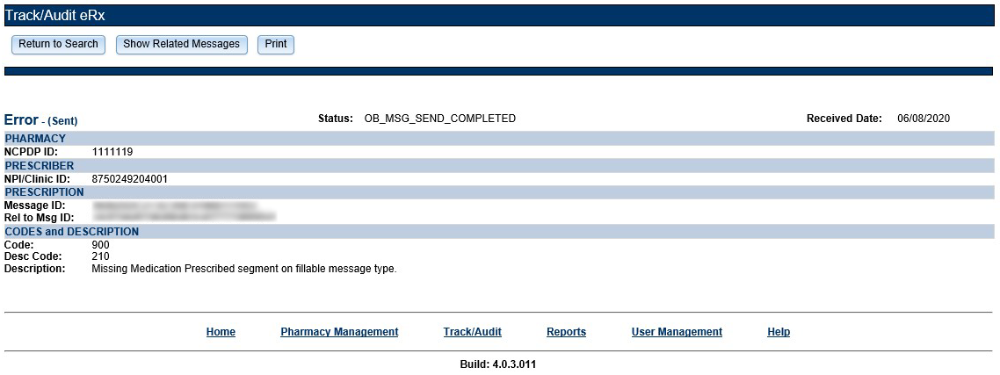 Track/Audit eRx
Return to Search Show Related Messages Print
Error - (Sent) Status: OB_MSG_SEND_COMPLETED Received Date: 06/08/2020
PHARMACY
NCPDP ID: 1111119
PRESCRIBER
NPI/Clinic ID: 8750249204001
PRESCRIPTION
Message ID:
Rel to Msg ID:
CODES and DESCRIPTION
Code: 900
Desc Code: 210
Description: Missing Medication Prescribed segment on fillable message type.
Home Pharmacy Management Track/Audit Reports User Management Help
Build: 4.0.3.011